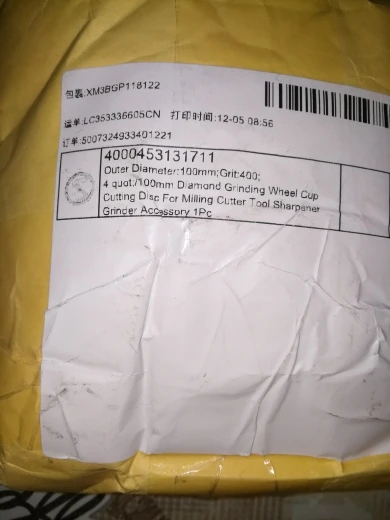 包裹:XM3BGP118122
运单:LC353336605CN 打印时间:12-05 08:56
订单:5007324933401221
4000453131711
Outer Diameter:100mm;Grit:400;
4 quot./100mm Diamond Grinding Wheel Cup
Cutting Disc For Milling Cutter Tool Sharpener
Grinder Accessory 1Pc